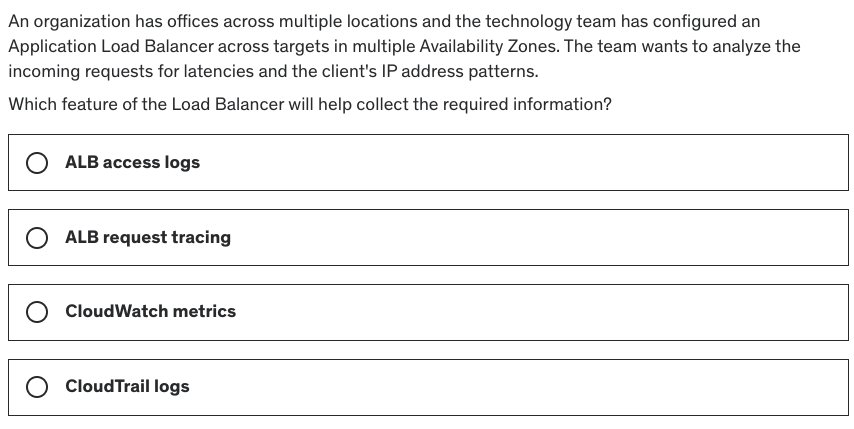 An organization has offices across multiple locations and the technology team has configured an
Application Load Balancer across targets in multiple Availability Zones. The team wants to analyze the
incoming requests for latencies and the client's IP address patterns.
Which feature of the Load Balancer will help collect the required information?
ALB access logs
ALB request tracing
CloudWatch metrics
CloudTrail logs